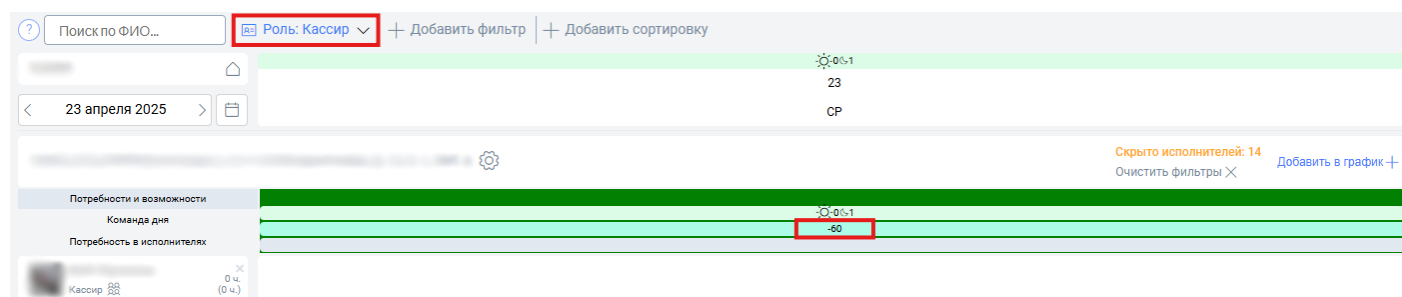 ? Поиск по ФИО... Роль: Кассир Добавить фильтр Добавить сортировку
-0 1
23
23 апреля 2025
СР
Скрыто исполнителей: 14
Добавить в график
Очистить фильтры
Потребности и возможности
-0 1
Команда дня
-60
Потребность в исполнителях
0 ч.
Кассир (0 ч.)